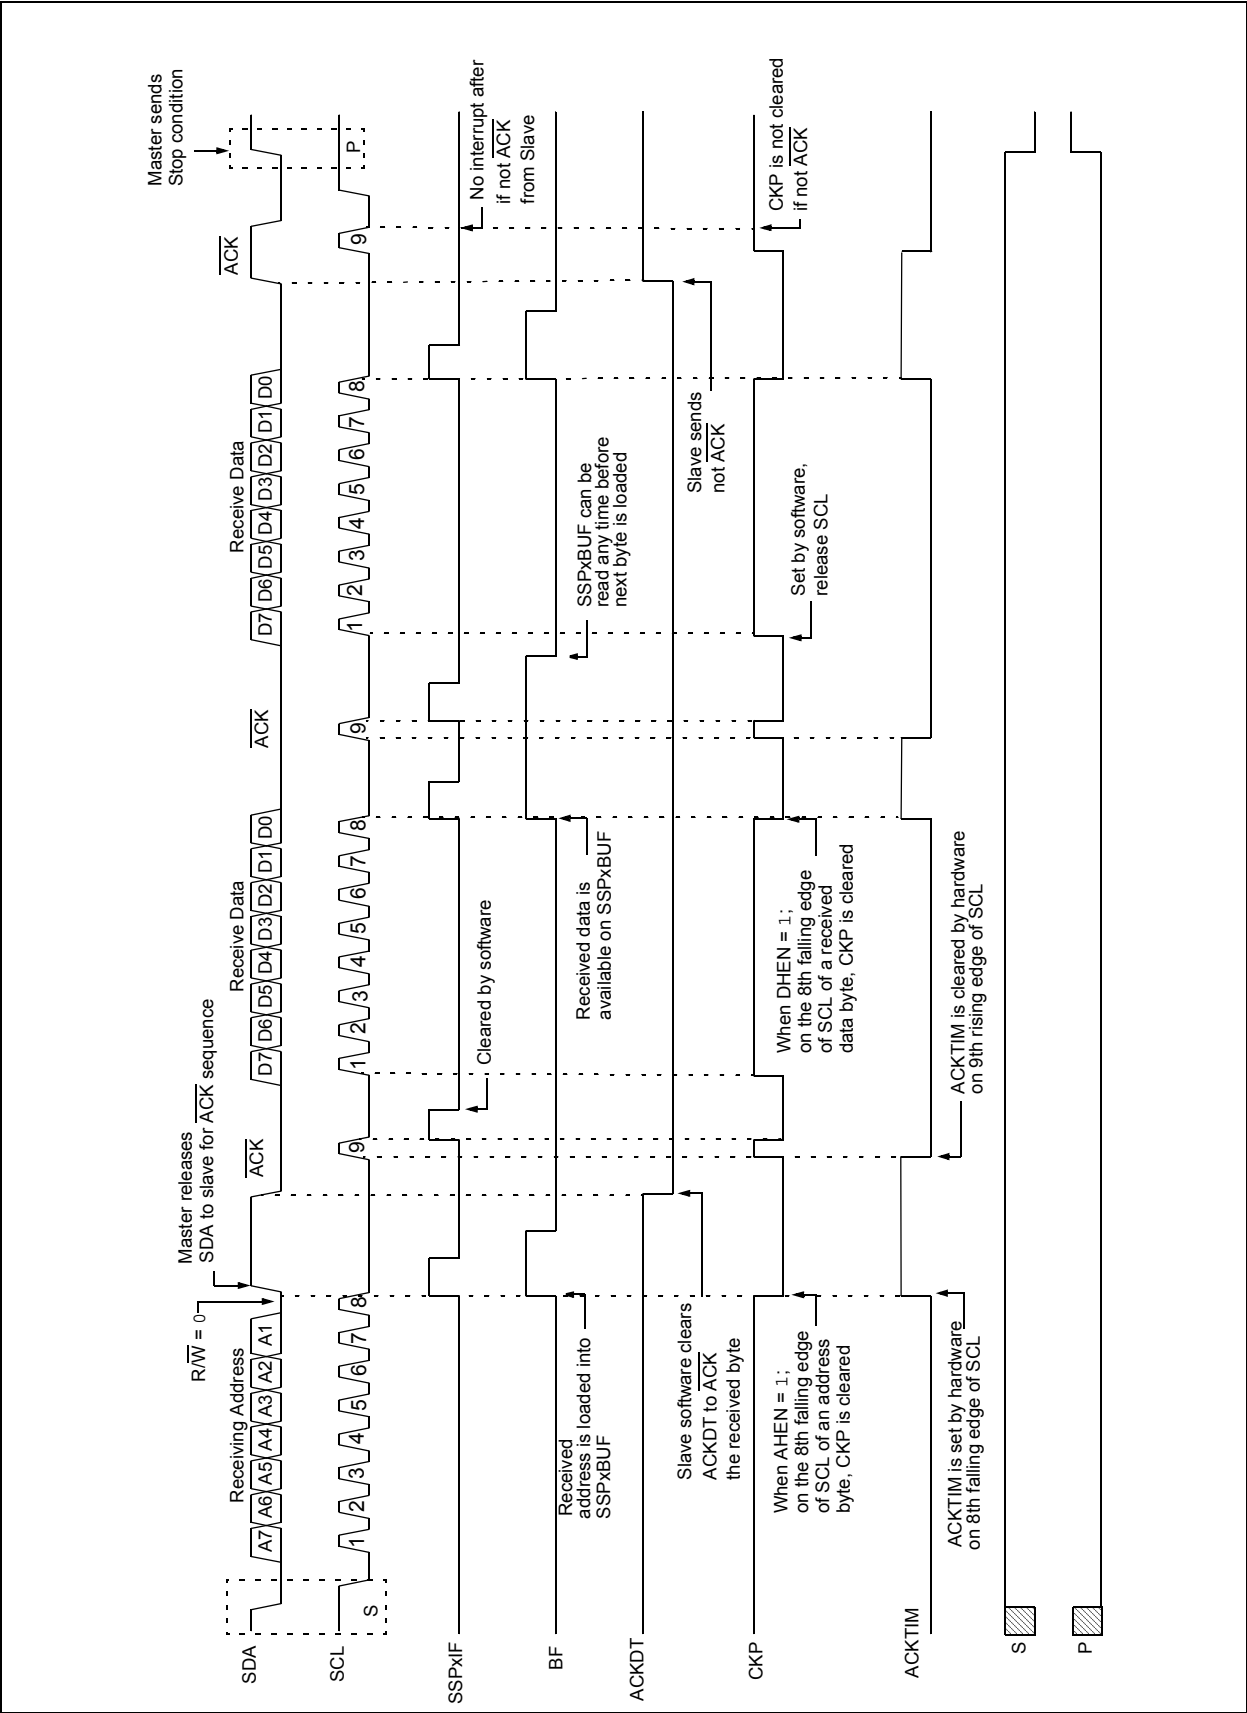 Master releases
SDA to slave for ACK sequence
Master sends
Stop condition
R/W = 0
Receiving Address
Receive Data
Receive Data
ACK
ACK
ACK
SDA
A7 A6 A5 A4 A3 A2 A1
D7 D6 D5 D4 D3 D2 D1 D0
D7 D6 D5 D4 D3 D2 D1 D0
SCL
S
1 2 3 4 5 6 7 8 9
1 2 3 4 5 6 7 8 9
1 2 3 4 5 6 7 8 9
P
SSPxIF
Cleared by software
No interrupt after
if not ACK
from Slave
BF
Received
address is loaded into
SSPxBUF
Received data is
available on SSPxBUF
SSPxBUF can be
read any time before
next byte is loaded
ACKDT
Slave software clears
ACKDT to ACK
the received byte
Slave sends
not ACK
CKP
When AHEN = 1;
on the 8th falling edge
of SCL of an address
byte, CKP is cleared
When DHEN = 1;
on the 8th falling edge
of SCL of a received
data byte, CKP is cleared
Set by software,
release SCL
CKP is not cleared
if not ACK
ACKTIM
ACKTIM is set by hardware
on 8th falling edge of SCL
ACKTIM is cleared by hardware
on 9th rising edge of SCL
S
P